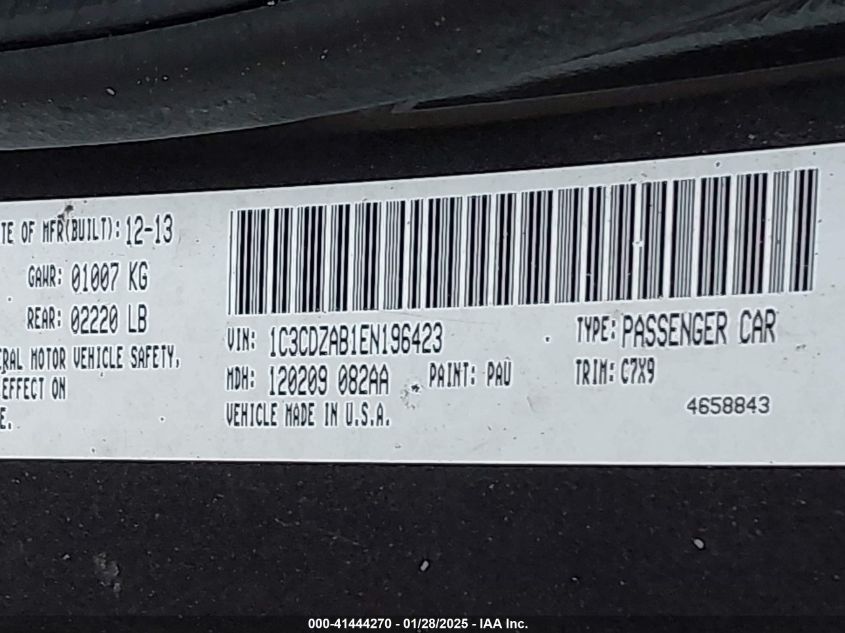 TE OF MFR(BUILT): 12-13
GAWR: 01007 KG
REAR: 02220 LB
ERAL MOTOR VEHICLE SAFETY,
EFFECT ON
E.
VIN: 1C3CDZAB1EN196423 TYPE: PASSENGER CAR
MDH: 120209 082AA PAINT: PAU TRIM: C7X9
VEHICLE MADE IN U.S.A. 4658843
000-41444270 - 01/28/2025 - IAA Inc.